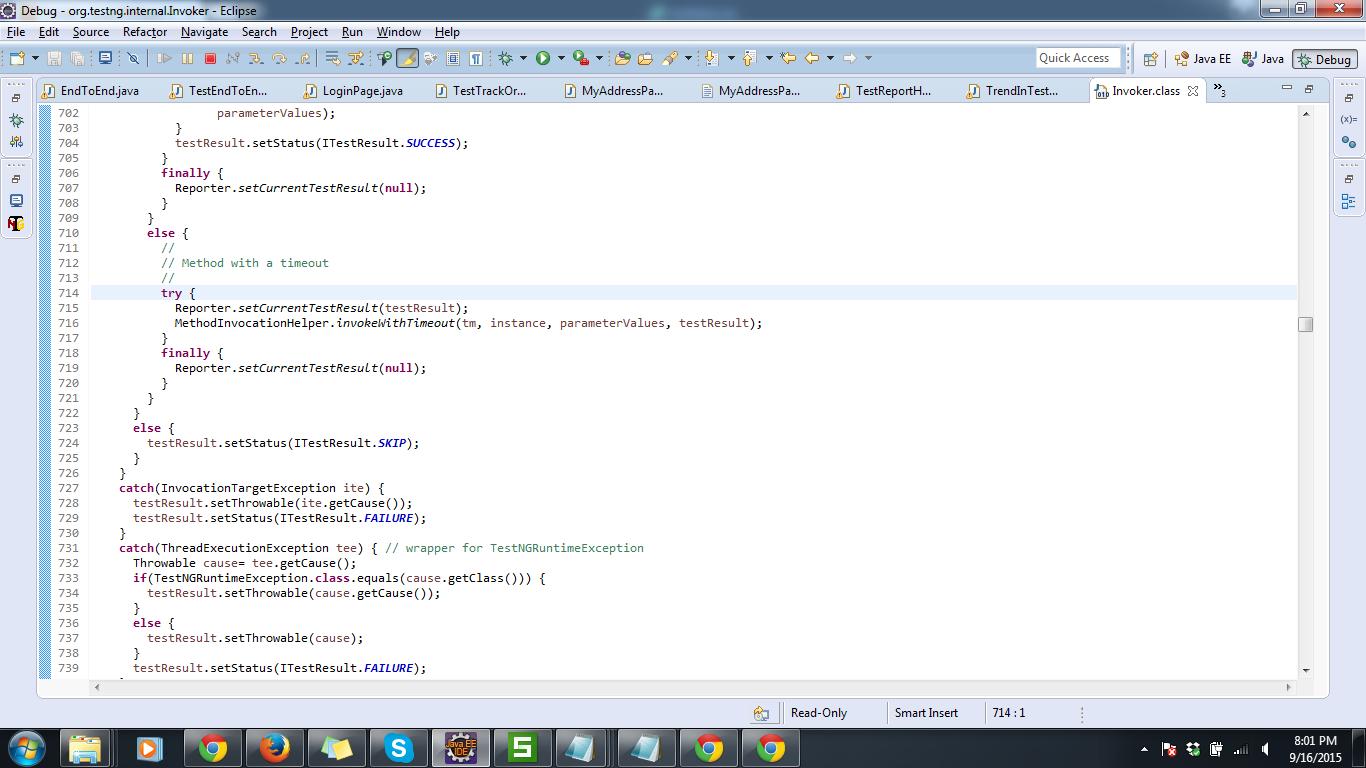 Debug - org.testng.internal.Invoker - Eclipse
File Edit Source Refactor Navigate Search Project Run Window Help
Quick Access Java EE Java Debug
EndToEnd.java TestEndToEn... LoginPage.java TestTrackOr... MyAddressPa... MyAddressPa... TestReportH... TrendInTest... Invoker.class »3
702 parameterValues);
703 }
704 testResult.setStatus(ITestResult.SUCCESS);
705 }
706 finally {
707 Reporter.setCurrentTestResult(null);
708 }
709 }
710 else {
711 //
712 // Method with a timeout
713 //
714 try {
715 Reporter.setCurrentTestResult(testResult);
716 MethodInvocationHelper.invokeWithTimeout(tm, instance, parameterValues, testResult);
717 }
718 finally {
719 Reporter.setCurrentTestResult(null);
720 }
721 }
722 }
723 else {
724 testResult.setStatus(ITestResult.SKIP);
725 }
726 }
727 catch(InvocationTargetException ite) {
728 testResult.setThrowable(ite.getCause());
729 testResult.setStatus(ITestResult.FAILURE);
730 }
731 catch(ThreadExecutionException tee) { // wrapper for TestNGRuntimeException
732 Throwable cause= tee.getCause();
733 if(TestNGRuntimeException.class.equals(cause.getClass())) {
734 testResult.setThrowable(cause.getCause());
735 }
736 else {
737 testResult.setThrowable(cause);
738 }
739 testResult.setStatus(ITestResult.FAILURE);
Read-Only Smart Insert 714 : 1
Java EE
IDE
8:01 PM
9/16/2015